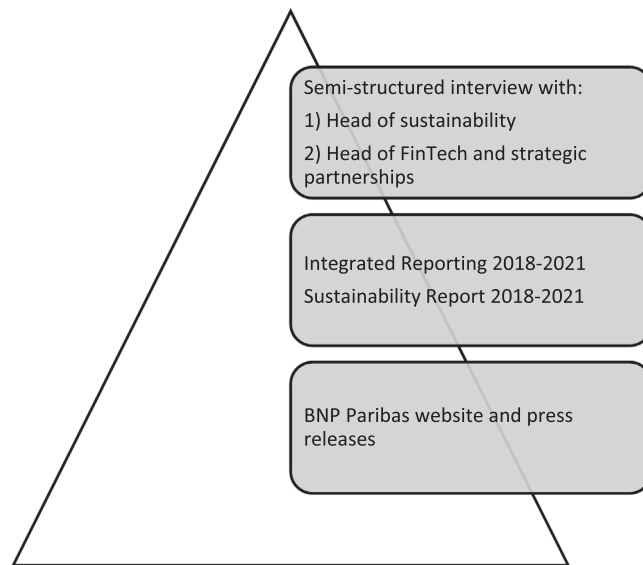 Semi-structured interview with:
1) Head of sustainability
2) Head of FinTech and strategic
partnerships
Integrated Reporting 2018-2021
Sustainability Report 2018-2021
BNP Paribas website and press
releases